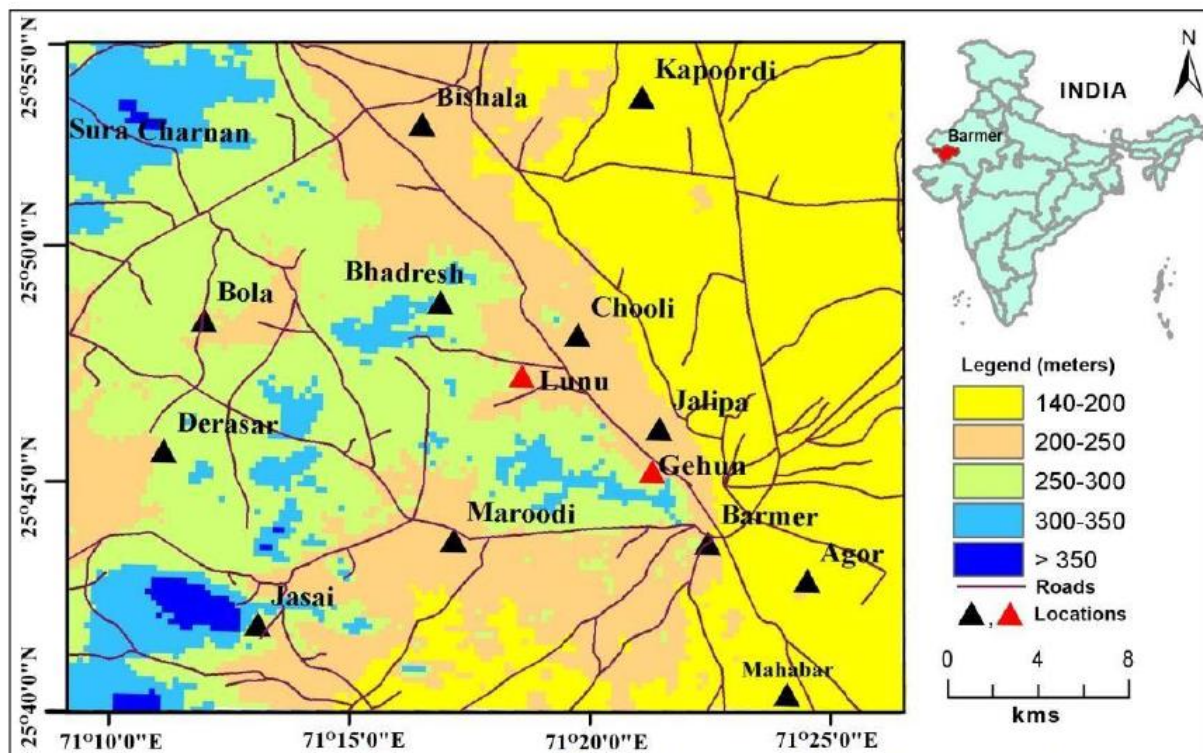 25°55'0"N
25°50'0"N
25°45'0"N
25°40'0"N
Kapoordi
Bishala
Sura Charnan
Bhadresh
Bola
Chooli
Lunu
Jalipa
Derasar
Gehun
Maroodi
Barmer
Agor
Jasai
Mahabar
71°10'0"E
71°15'0"E
71°20'0"E
71°25'0"E
N
INDIA
Barmer
Legend (meters)
140-200
200-250
250-300
300-350
> 350
Roads
, Locations
0 4 8
kms